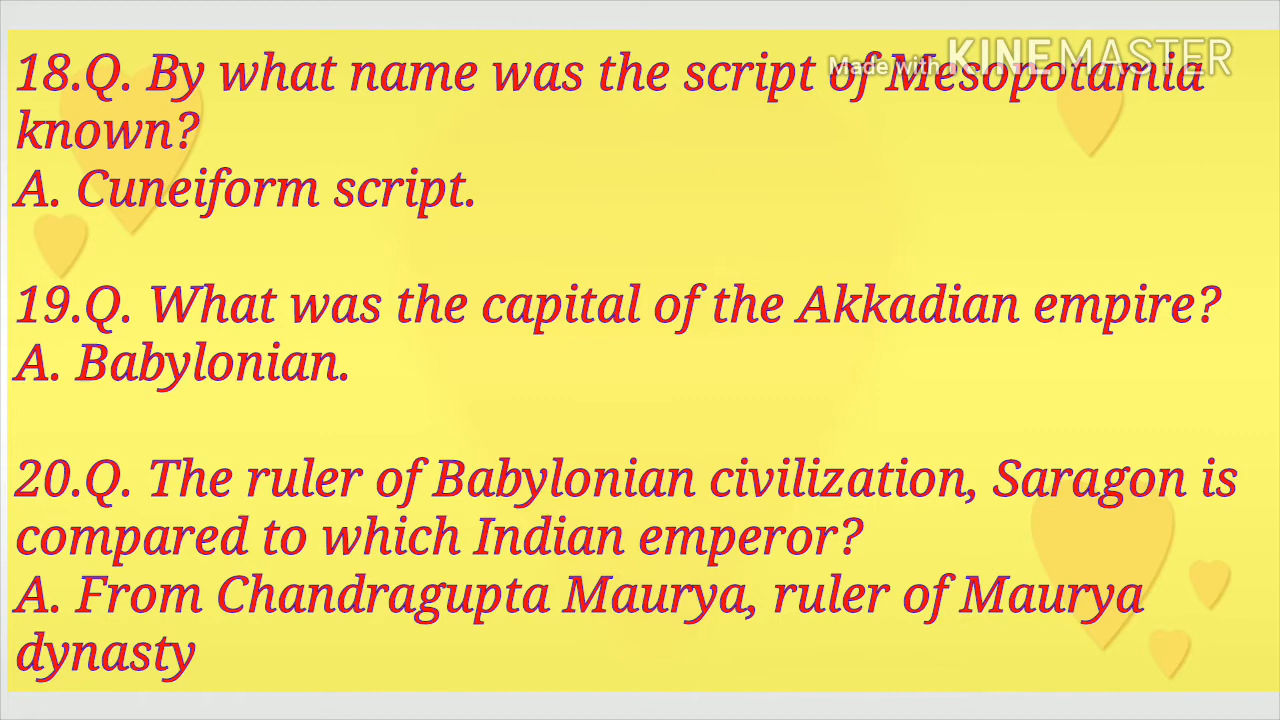 18.Q. By what name was the script of Mesopotamia
Made with KINEMASTER
known?
A. Cuneiform script.
19.Q. What was the capital of the Akkadian empire?
A. Babylonian.
20.Q. The ruler of Babylonian civilization, Saragon is
compared to which Indian emperor?
A. From Chandragupta Maurya, ruler of Maurya
dynasty